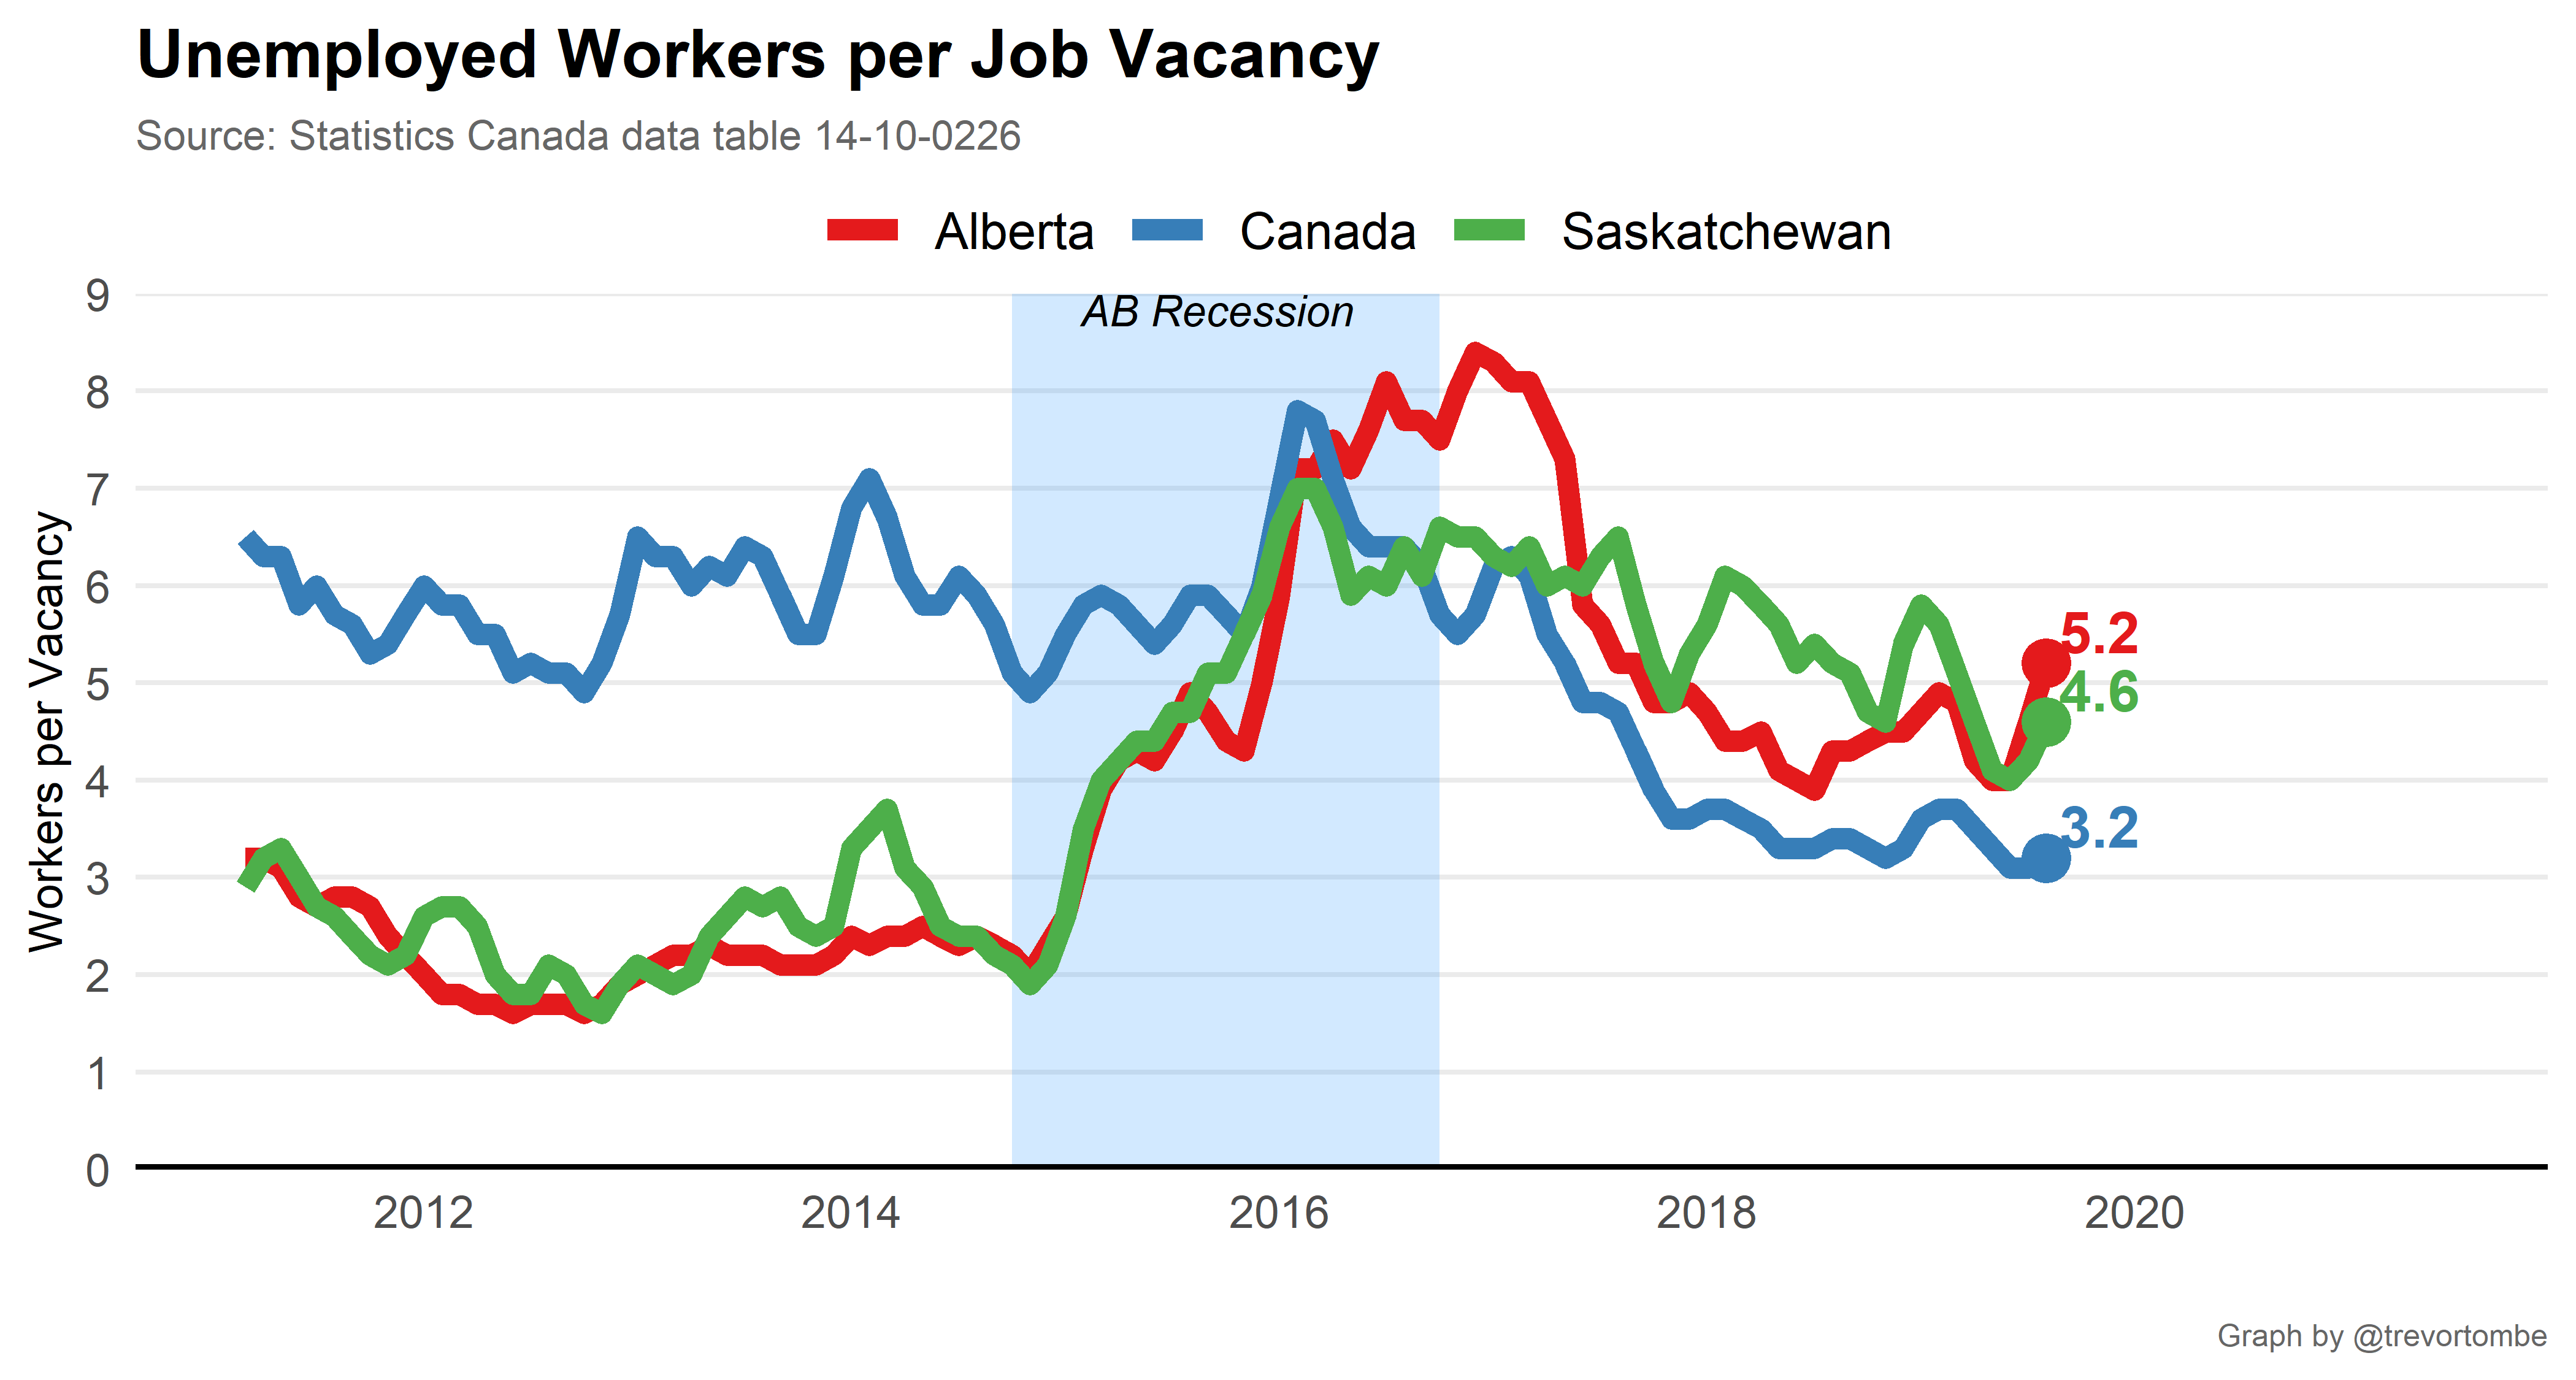 Unemployed Workers per Job Vacancy
Source: Statistics Canada data table 14-10-0226
Alberta Canada Saskatchewan
AB Recession
Workers per Vacancy
9
8
7
6
5
4
3
2
1
0
5.2
4.6
3.2
2012 2014 2016 2018 2020
Graph by @trevortombe